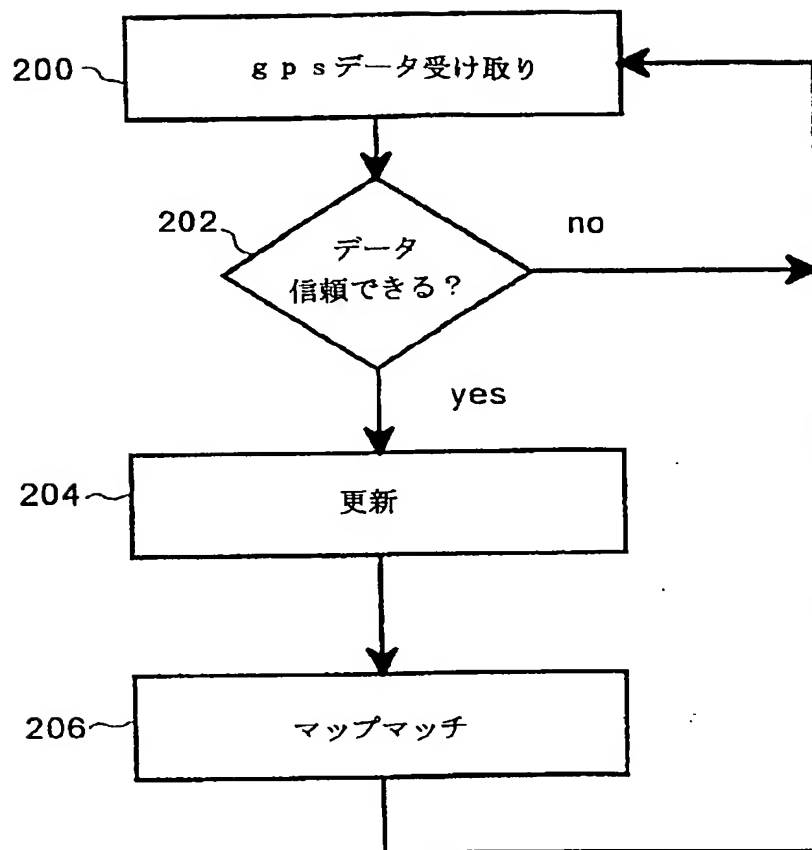 200
ｇｐｓデータ受け取り
202
no
データ
信頼できる？
yes
204
更新
206
マップマッチ